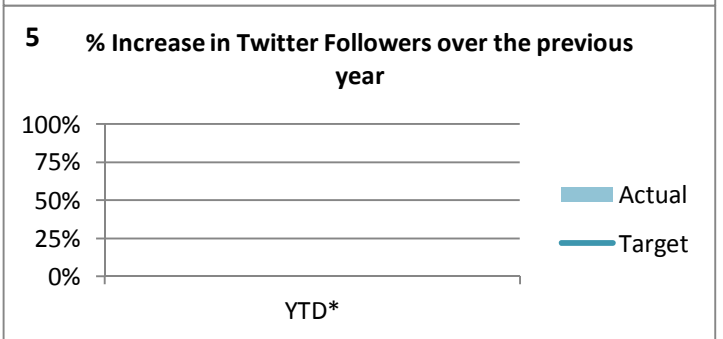 5 % Increase in Twitter Followers over the previous
year
100%
75%
50%
25%
0%
Actual
Target
YTD*